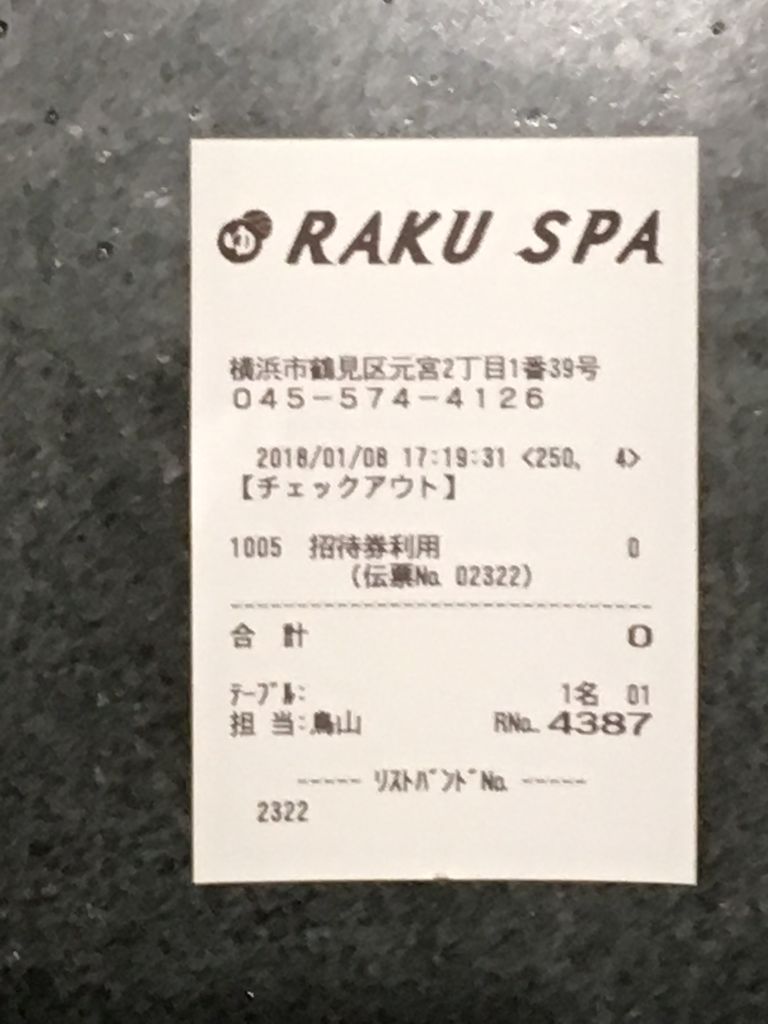 ゆ RAKU SPA
横浜市鶴見区元宮2丁目1番39号
045-574-4126
2018/01/08 17:19:31 <250, 4>
【チェックアウト】
1005 招待券利用 0
(伝票No. 02322)
合 計 0
ﾃｰﾌﾞﾙ: 1名 01
担 当:鳥山 RNo. 4387
----- ﾘｽﾄﾊﾞﾝﾄﾞNo. -----
2322